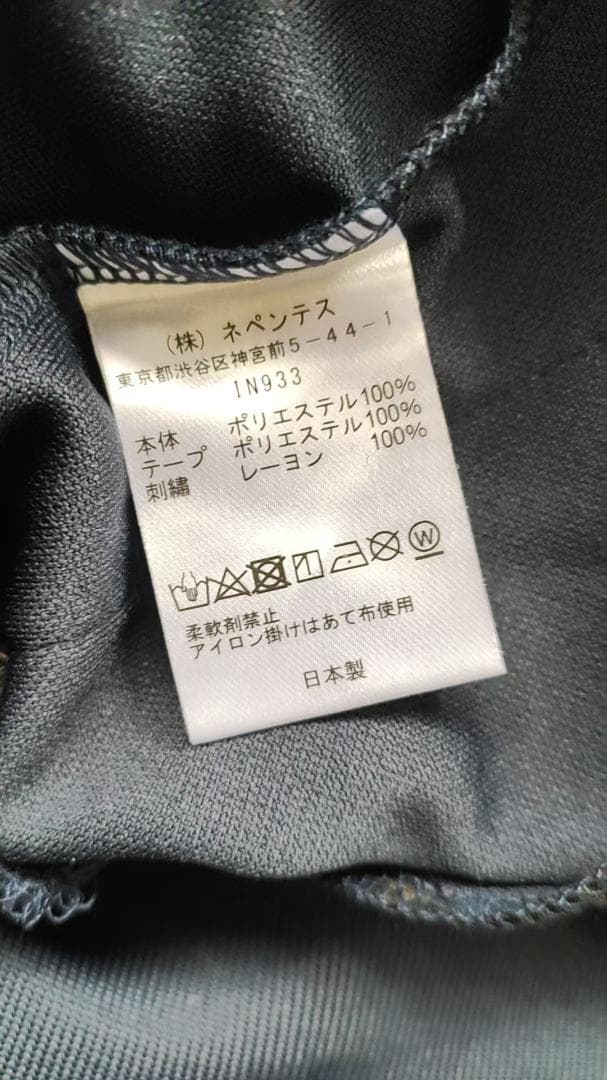 （株）ネペンテス
東京都渋谷区神宮前5-44-1
IN933
本体 ポリエステル100%
テープ ポリエステル100%
刺繍 レーヨン 100%
W
柔軟剤禁止
アイロン掛けはあて布使用
日本製